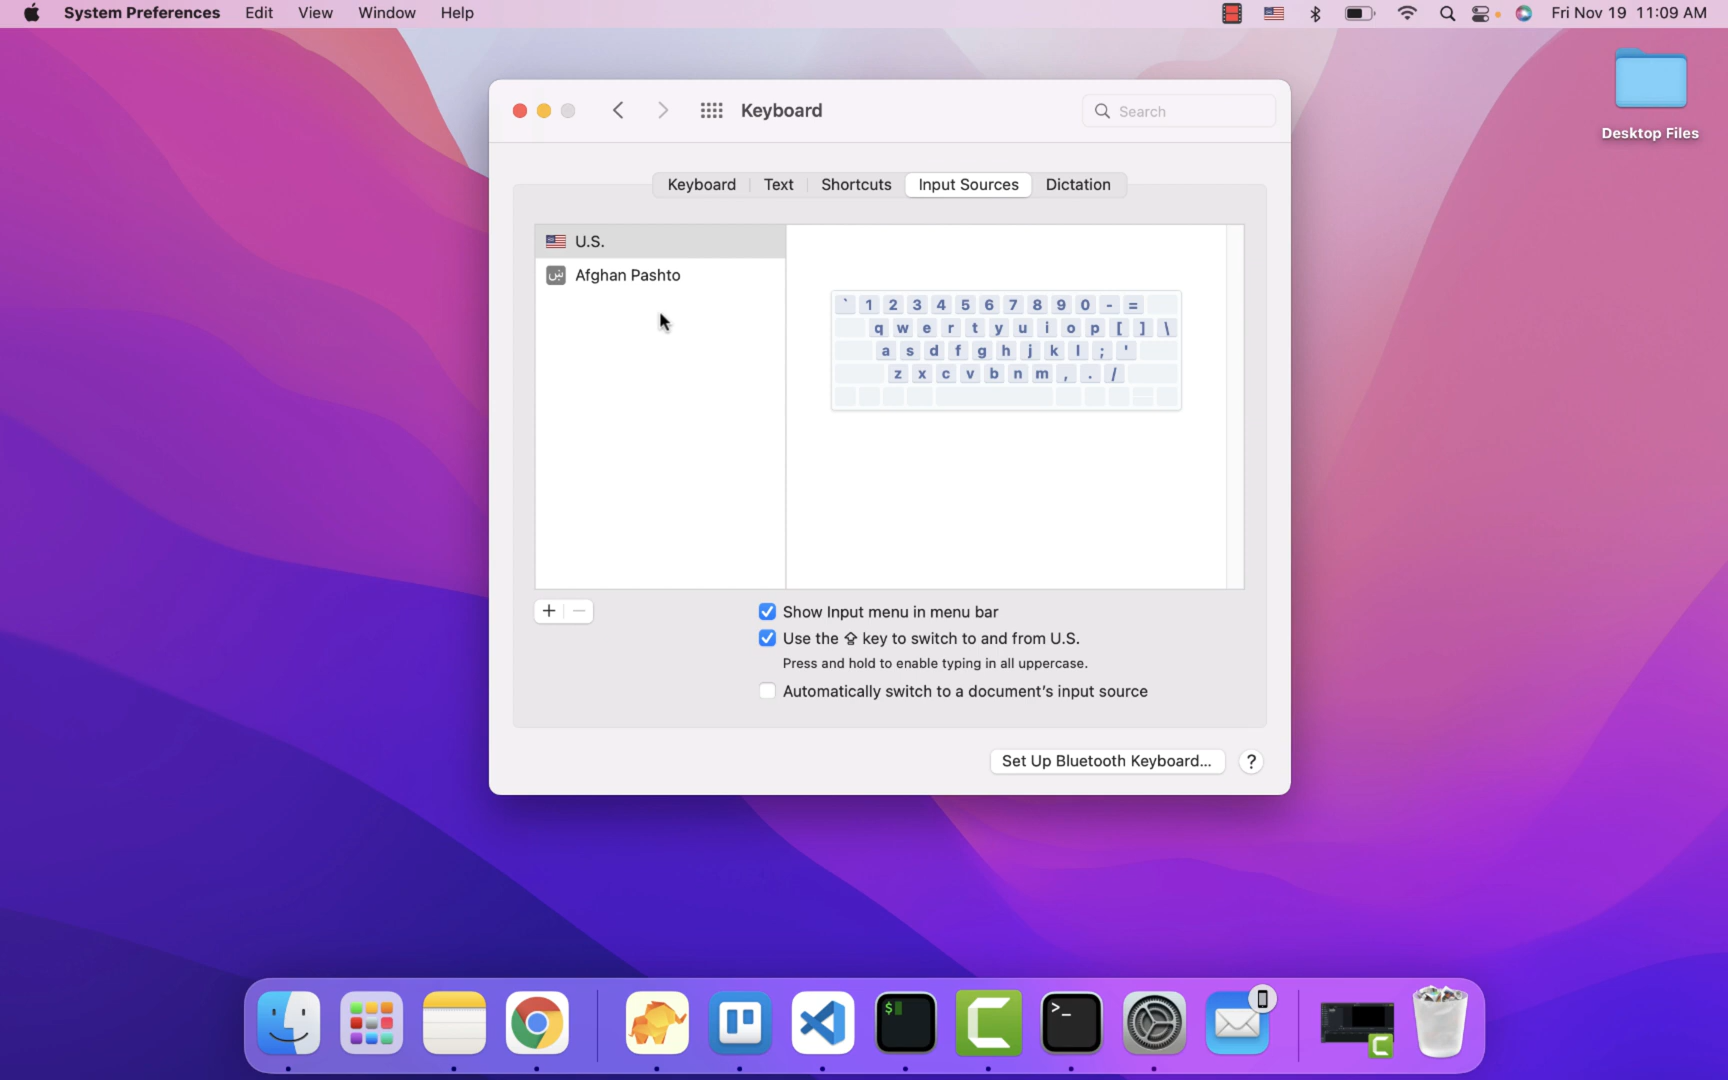 System Preferences Edit View Window Help Fri Nov 19 11:09 AM
Desktop Files
Keyboard Search
Keyboard Text Shortcuts Input Sources Dictation
U.S.
ښ Afghan Pashto
` 1 2 3 4 5 6 7 8 9 0 - =
q w e r t y u i o p [ ] \
a s d f g h j k l ; '
z x c v b n m , . /
+ −
Show Input menu in menu bar
Use the ⇪ key to switch to and from U.S.
Press and hold to enable typing in all uppercase.
Automatically switch to a document's input source
Set Up Bluetooth Keyboard... ?
$
>_